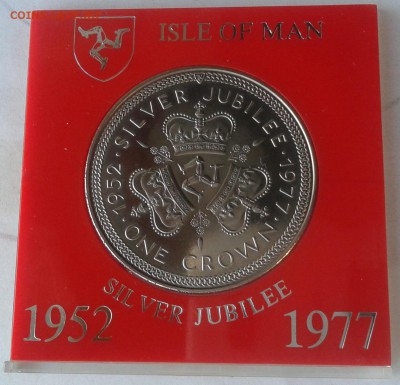 ISLE OF MAN
1952 · SILVER JUBILEE · 1977 ·
ONE CROWN
SILVER JUBILEE
1952
1977